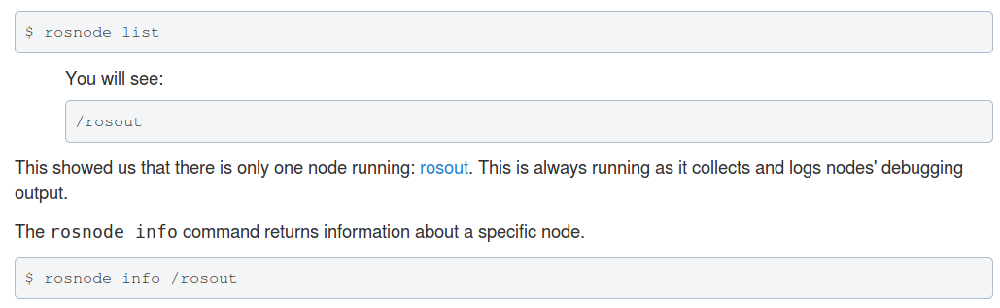 $ rosnode list
You will see:
/rosout
This showed us that there is only one node running: rosout. This is always running as it collects and logs nodes' debugging
output.
The rosnode info command returns information about a specific node.
$ rosnode info /rosout